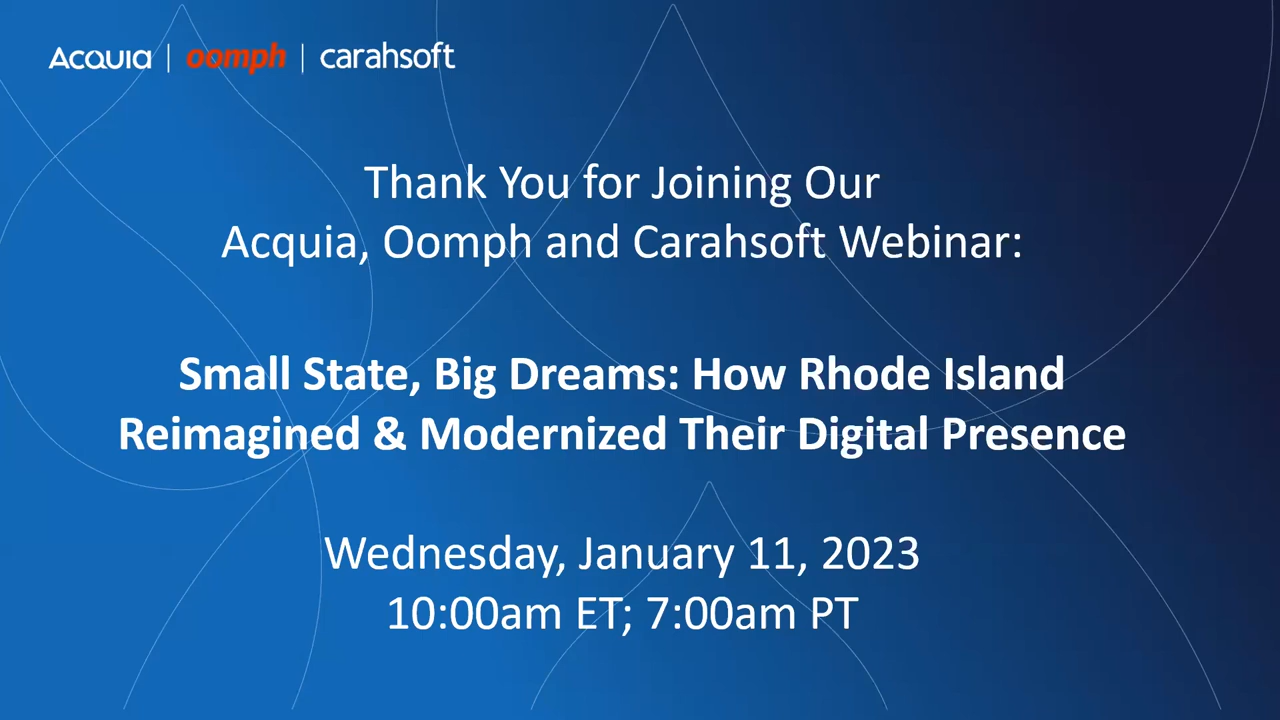 Acquia | oomph | carahsoft
Thank You for Joining Our
Acquia, Oomph and Carahsoft Webinar:
Small State, Big Dreams: How Rhode Island
Reimagined & Modernized Their Digital Presence
Wednesday, January 11, 2023
10:00am ET; 7:00am PT